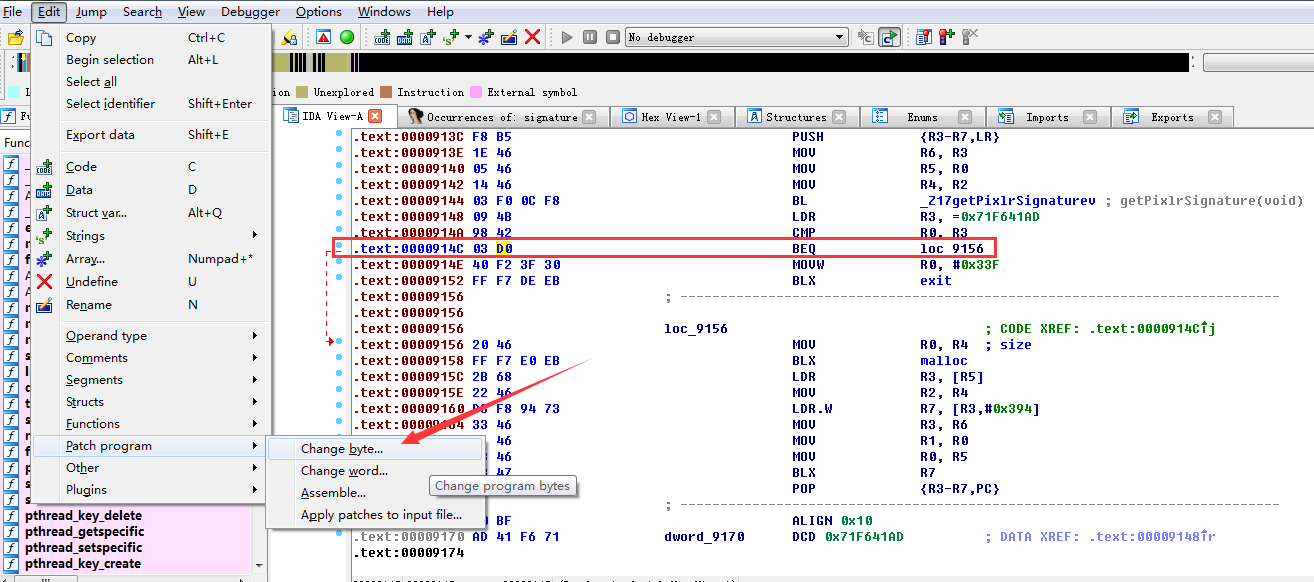 File Edit Jump Search View Debugger Options Windows Help
No debugger
Copy Ctrl+C
Begin selection Alt+L
Select all
Select identifier Shift+Enter
Export data Shift+E
Code C
Data D
Struct var... Alt+Q
Strings
Array... Numpad+*
Undefine U
Rename N
Operand type
Comments
Segments
Structs
Functions
Patch program
Other
Plugins
Change byte...
Change word...
Assemble...
Apply patches to input file...
Change program bytes
Unexplored Instruction External symbol
IDA View-A Occurrences of: signature Hex View-1 Structures Enums Imports Exports
Func
.text:0000913C F8 B5 PUSH {R3-R7,LR}
.text:0000913E 1E 46 MOV R6, R3
.text:00009140 05 46 MOV R5, R0
.text:00009142 14 46 MOV R4, R2
.text:00009144 03 F0 0C F8 BL _Z17getPixlrSignaturev ; getPixlrSignature(void)
.text:00009148 09 4B LDR R3, =0x71F641AD
.text:0000914A 98 42 CMP R0, R3
.text:0000914C 03 D0 BEQ loc_9156
.text:0000914E 40 F2 3F 30 MOVW R0, #0x33F
.text:00009152 FF F7 DE EB BLX exit
.text:00009156 ; ---------------------------------------------------------------------------
.text:00009156
.text:00009156 loc_9156 ; CODE XREF: .text:0000914C↑j
.text:00009156 20 46 MOV R0, R4 ; size
.text:00009158 FF F7 E0 EB BLX malloc
.text:0000915C 2B 68 LDR R3, [R5]
.text:0000915E 22 46 MOV R2, R4
.text:00009160 D3 F8 94 73 LDR.W R7, [R3,#0x394]
.text:00009164 33 46 MOV R3, R6
46 MOV R1, R0
46 MOV R0, R5
47 BLX R7
POP {R3-R7,PC}
; ---------------------------------------------------------------------------
BF ALIGN 0x10
.text:00009170 AD 41 F6 71 dword_9170 DCD 0x71F641AD ; DATA XREF: .text:00009148↑r
.text:00009174
pthread_key_delete
pthread_getspecific
pthread_setspecific
pthread_key_create